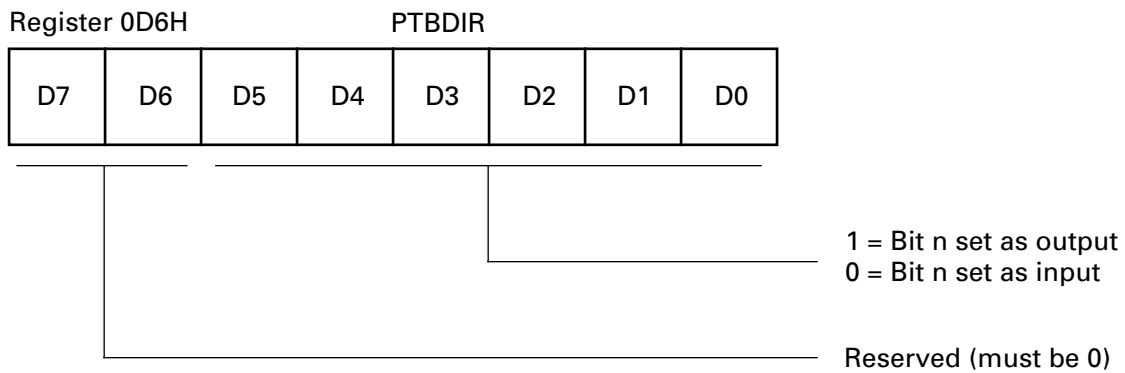 Register 0D6H PTBDIR
D7 D6 D5 D4 D3 D2 D1 D0
1 = Bit n set as output
0 = Bit n set as input
Reserved (must be 0)